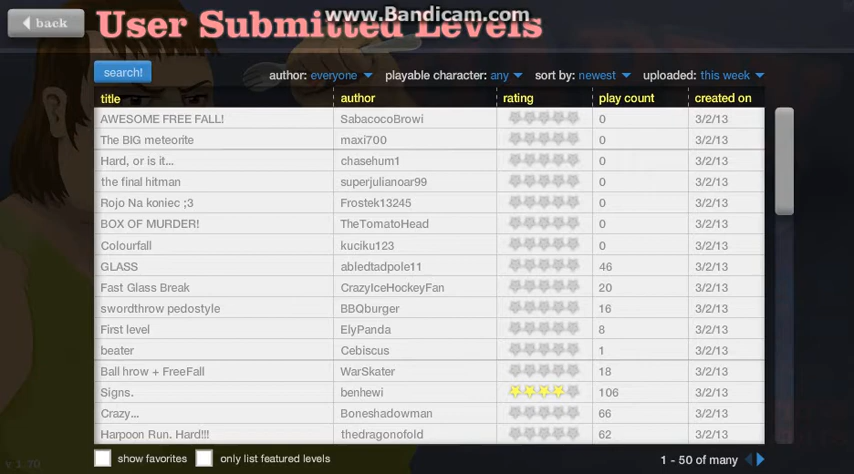 back
User Submitted Levels
www.Bandicam.com
search!
author: everyone playable character: any sort by: newest uploaded: this week
title author rating play count created on
AWESOME FREE FALL! SabacocoBrowi 0 3/2/13
The BIG meteorite maxi700 0 3/2/13
Hard, or is it... chasehum1 0 3/2/13
the final hitman superjulianoar99 0 3/2/13
Rojo Na koniec ;3 Frostek13245 0 3/2/13
BOX OF MURDER! TheTomatoHead 0 3/2/13
Colourfall kuciku123 0 3/2/13
GLASS abledtadpole11 46 3/2/13
Fast Glass Break CrazyIceHockeyFan 20 3/2/13
swordthrow pedostyle BBQburger 16 3/2/13
First level ElyPanda 8 3/2/13
beater Cebiscus 1 3/2/13
Ball hrow + FreeFall WarSkater 18 3/2/13
Signs. benhewi 106 3/2/13
Crazy... Boneshadowman 66 3/2/13
Harpoon Run. Hard!!! thedragonofold 62 3/2/13
show favorites only list featured levels 1 - 50 of many